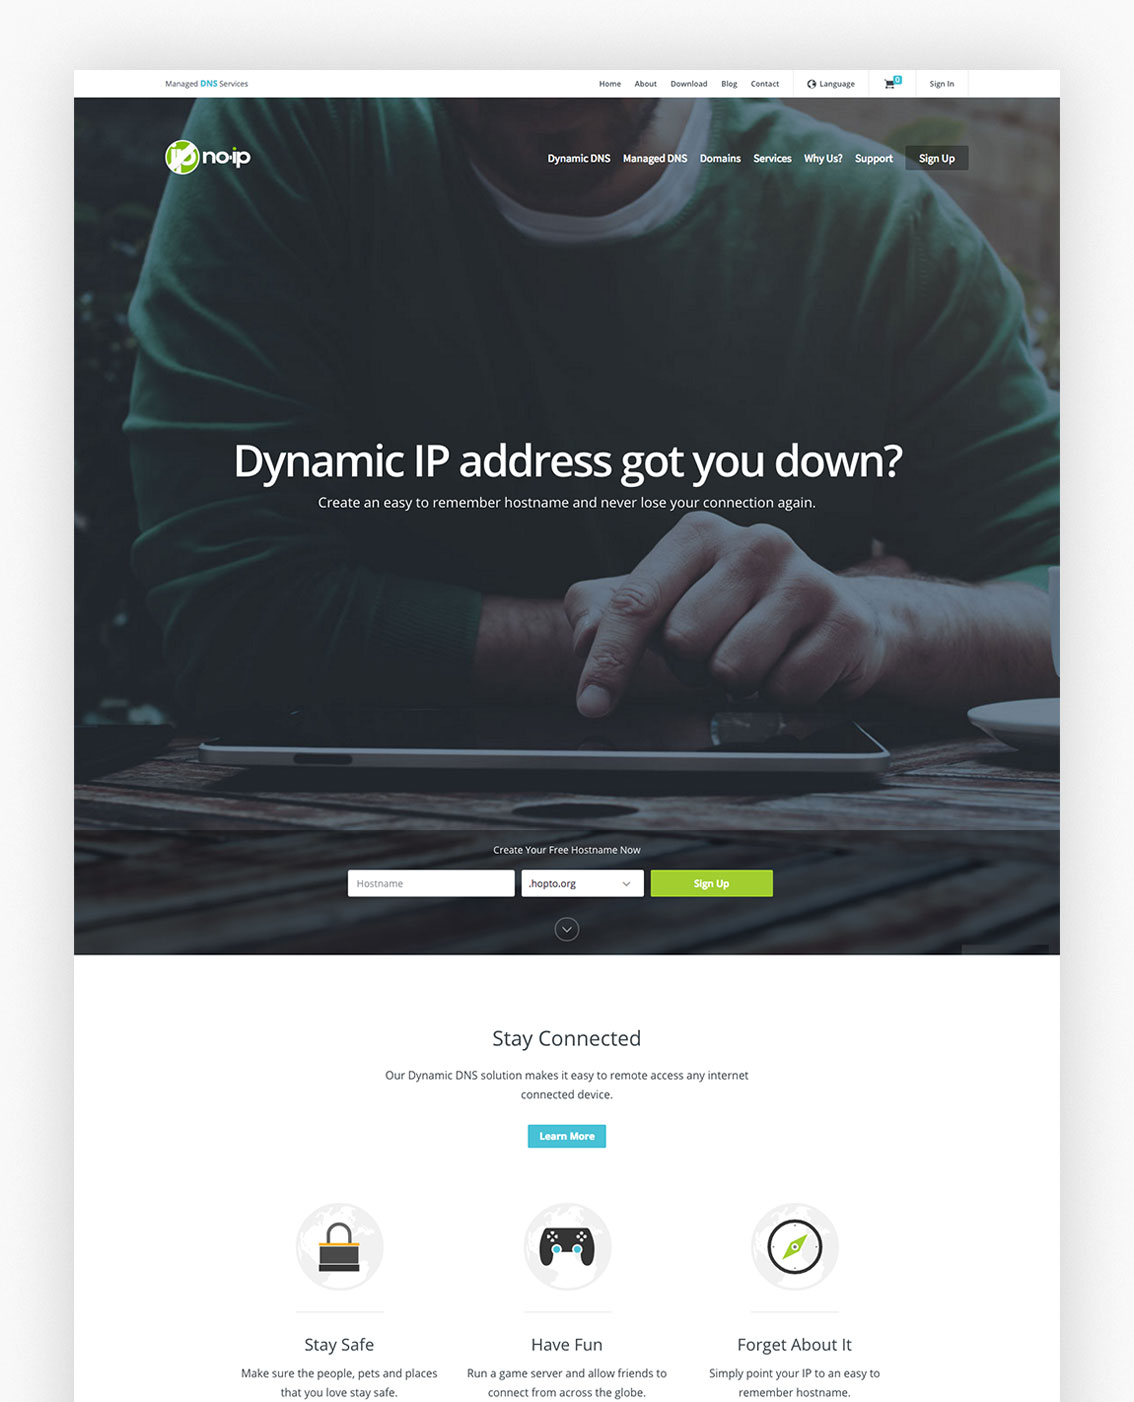 Managed DNS Services
Home About Download Blog Contact Language 0 Sign In
ip no·ip
Dynamic DNS Managed DNS Domains Services Why Us? Support Sign Up
Dynamic IP address got you down?
Create an easy to remember hostname and never lose your connection again.
Create Your Free Hostname Now
Hostname .hopto.org Sign Up
Stay Connected
Our Dynamic DNS solution makes it easy to remote access any internet
connected device.
Learn More
Stay Safe
Make sure the people, pets and places
that you love stay safe.
Have Fun
Run a game server and allow friends to
connect from across the globe.
Forget About It
Simply point your IP to an easy to
remember hostname.